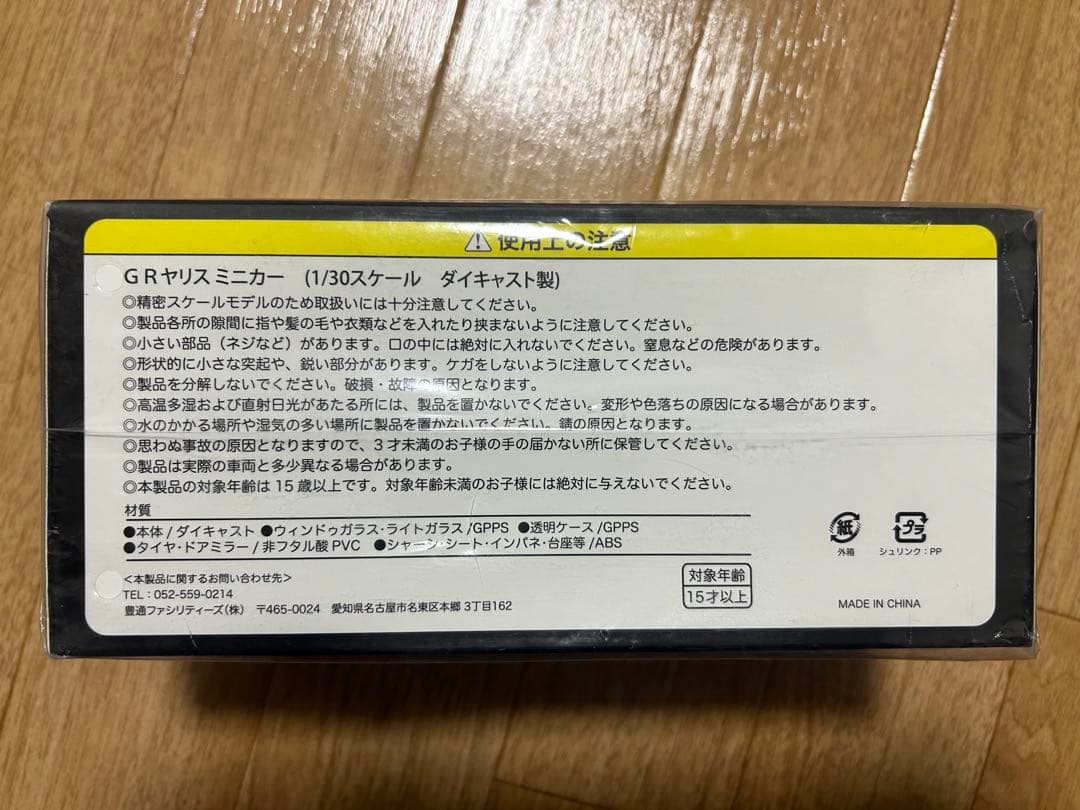 使用上の注意
GRヤリス ミニカー (1/30スケール ダイキャスト製)
◎精密スケールモデルのため取扱いには十分注意してください。
◎製品各所の隙間に指や髪の毛や衣類などを入れたり挟まないように注意してください。
◎小さい部品（ネジなど）があります。口の中には絶対に入れないでください。窒息などの危険があります。
◎形状的に小さな突起や、鋭い部分があります。ケガをしないように注意してください。
◎製品を分解しないでください。破損・故障の原因となります。
◎高温多湿および直射日光があたる所には、製品を置かないでください。変形や色落ちの原因になる場合があります。
◎水のかかる場所や湿気の多い場所に製品を置かないでください。錆の原因となります。
◎思わぬ事故の原因となりますので、3才未満のお子様の手の届かない所に保管してください。
◎製品は実際の車両と多少異なる場合があります。
◎本製品の対象年齢は15歳以上です。対象年齢未満のお子様には絶対に与えないでください。
材質
●本体/ダイキャスト ●ウィンドゥガラス・ライトガラス/GPPS ●透明ケース/GPPS
●タイヤ・ドアミラー/非フタル酸PVC ●シャーシ・シート・インパネ・台座等/ABS
紙
外箱
プラ
シュリンク：PP
＜本製品に関するお問い合わせ先＞
TEL：052-559-0214
豊通ファシリティーズ（株） 〒465-0024 愛知県名古屋市名東区本郷3丁目162
対象年齢
15才以上
MADE IN CHINA